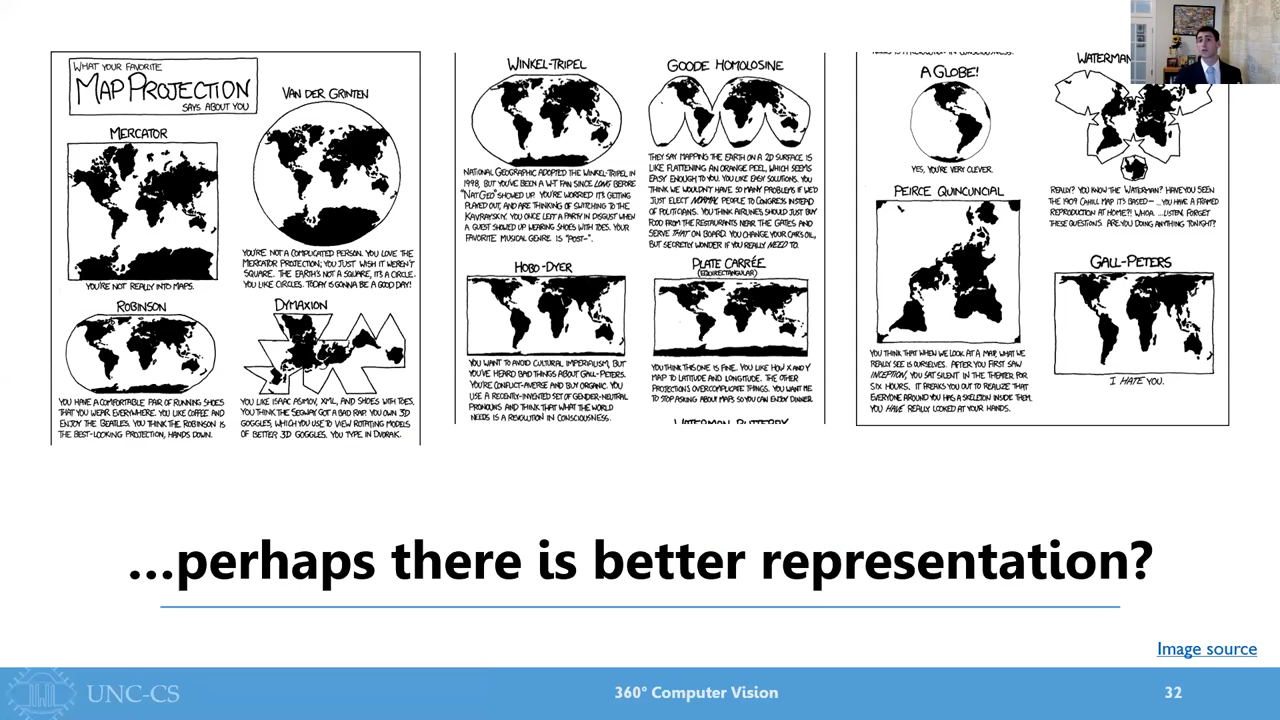 WHAT YOUR FAVORITE
MAP PROJECTION
SAYS ABOUT YOU
MERCATOR
YOU'RE NOT REALLY INTO MAPS.
VAN DER GRINTEN
YOU'RE NOT A COMPLICATED PERSON. YOU LOVE THE
MERCATOR PROJECTION; YOU JUST WISH IT WEREN'T
SQUARE. THE EARTH'S NOT A SQUARE, IT'S A CIRCLE.
YOU LIKE CIRCLES. TODAY IS GONNA BE A GOOD DAY!
ROBINSON
YOU HAVE A COMFORTABLE PAIR OF RUNNING SHOES
THAT YOU WEAR EVERYWHERE. YOU LIKE COFFEE AND
ENJOY THE BEATLES. YOU THINK THE ROBINSON IS
THE BEST-LOOKING PROJECTION, HANDS DOWN.
DYMAXION
YOU LIKE ISAAC ASIMOV, XML, AND SHOES WITH TOES.
YOU THINK THE SEGWAY GOT A BAD RAP. YOU OWN 3D
GOGGLES, WHICH YOU USE TO VIEW ROTATING MODELS
OF BETTER 3D GOGGLES. YOU TYPE IN DVORAK.
WINKEL-TRIPEL
NATIONAL GEOGRAPHIC ADOPTED THE WINKEL-TRIPEL IN
1998, BUT YOU'VE BEEN A W-T FAN SINCE LONG BEFORE
"NAT GEO" SHOWED UP. YOU'RE WORRIED IT'S GETTING
PLAYED OUT, AND ARE THINKING OF SWITCHING TO THE
KAVRAYSKIY. YOU ONCE LEFT A PARTY IN DISGUST WHEN
A GUEST SHOWED UP WEARING SHOES WITH TOES. YOUR
FAVORITE MUSICAL GENRE IS "POST-".
GOODE HOMOLOSINE
THEY SAY MAPPING THE EARTH ON A 2D SURFACE IS
LIKE FLATTENING AN ORANGE PEEL, WHICH SEEMS
EASY ENOUGH TO YOU. YOU LIKE EASY SOLUTIONS. YOU
THINK WE WOULDN'T HAVE SO MANY PROBLEMS IF WE'D
JUST ELECT NORMAL PEOPLE TO CONGRESS INSTEAD
OF POLITICIANS. YOU THINK AIRLINES SHOULD JUST BUY
FOOD FROM THE RESTAURANTS NEAR THE GATES AND
SERVE THAT ON BOARD. YOU CHANGE YOUR CAR'S OIL,
BUT SECRETLY WONDER IF YOU REALLY NEED TO.
HOBO-DYER
YOU WANT TO AVOID CULTURAL IMPERIALISM, BUT
YOU'VE HEARD BAD THINGS ABOUT GALL-PETERS.
YOU'RE CONFLICT-AVERSE AND BUY ORGANIC. YOU
USE A RECENTLY-INVENTED SET OF GENDER-NEUTRAL
PRONOUNS AND THINK THAT WHAT THE WORLD
NEEDS IS A REVOLUTION IN CONSCIOUSNESS.
PLATE CARRÉE
(EQUIRECTANGULAR)
YOU THINK THIS ONE IS FINE. YOU LIKE HOW X AND Y
MAP TO LATITUDE AND LONGITUDE. THE OTHER
PROJECTIONS OVERCOMPLICATE THINGS. YOU WANT ME
TO STOP ASKING ABOUT MAPS SO YOU CAN ENJOY DINNER.
A GLOBE!
YES, YOU'RE VERY CLEVER.
WATERMAN
REALLY? YOU KNOW THE WATERMAN? HAVE YOU SEEN
THE 1909 CAHILL MAP IT'S BASED— ...YOU HAVE A FRAMED
REPRODUCTION AT HOME?! WHOA. ...LISTEN, FORGET
THESE QUESTIONS. ARE YOU DOING ANYTHING TONIGHT?
PEIRCE QUINCUNCIAL
YOU THINK THAT WHEN WE LOOK AT A MAP, WHAT WE
REALLY SEE IS OURSELVES. AFTER YOU FIRST SAW
INCEPTION, YOU SAT SILENT IN THE THEATER FOR
SIX HOURS. IT FREAKS YOU OUT TO REALIZE THAT
EVERYONE AROUND YOU HAS A SKELETON INSIDE THEM.
YOU HAVE REALLY LOOKED AT YOUR HANDS.
GALL-PETERS
I HATE YOU.
...perhaps there is better representation?
Image source
UNC-CS
360° Computer Vision
32